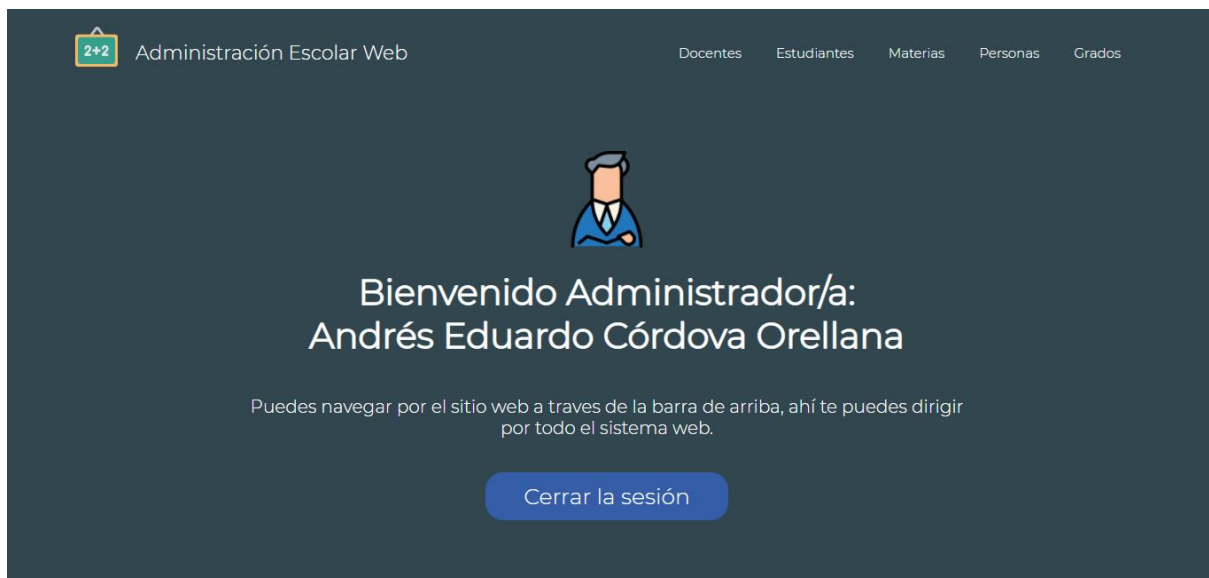 2+2
Administración Escolar Web
Docentes Estudiantes Materias Personas Grados
Bienvenido Administrador/a:
Andrés Eduardo Córdova Orellana
Puedes navegar por el sitio web a traves de la barra de arriba, ahí te puedes dirigir
por todo el sistema web.
Cerrar la sesión